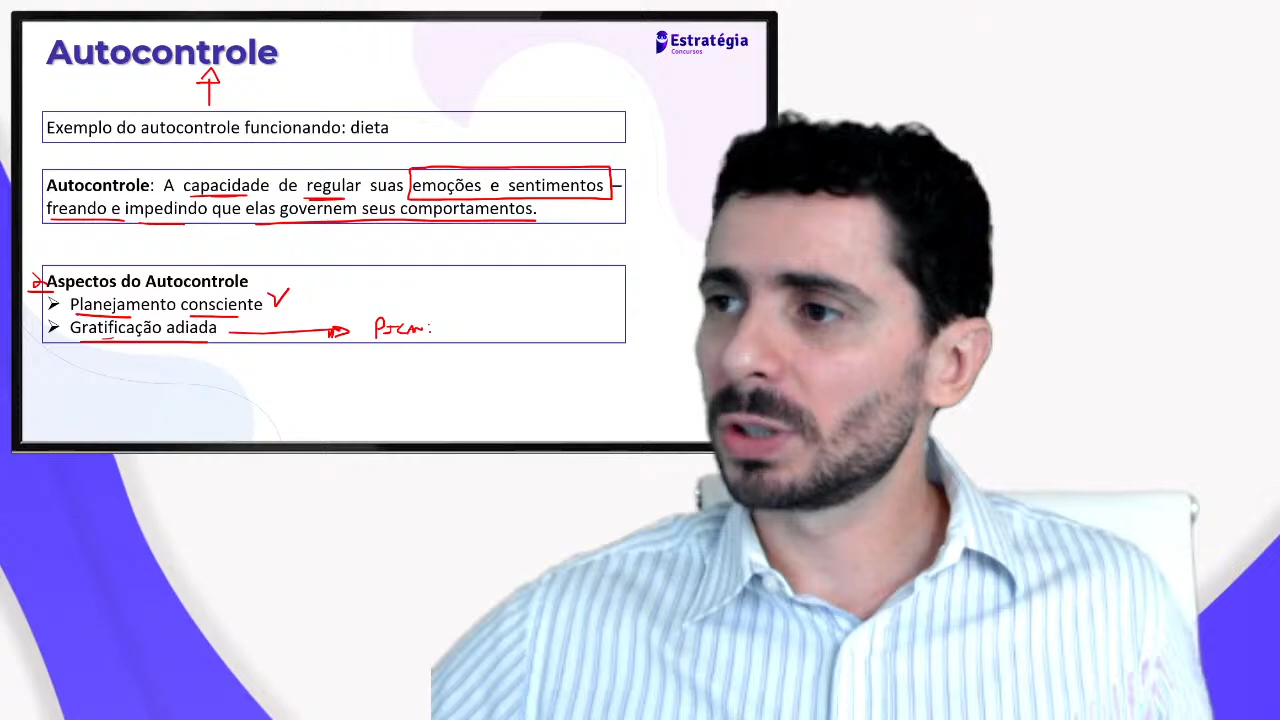 Autocontrole
Estratégia
Concursos
Exemplo do autocontrole funcionando: dieta
Autocontrole: A capacidade de regular suas emoções e sentimentos –
freando e impedindo que elas governem seus comportamentos.
Aspectos do Autocontrole
➢ Planejamento consciente
➢ Gratificação adiada